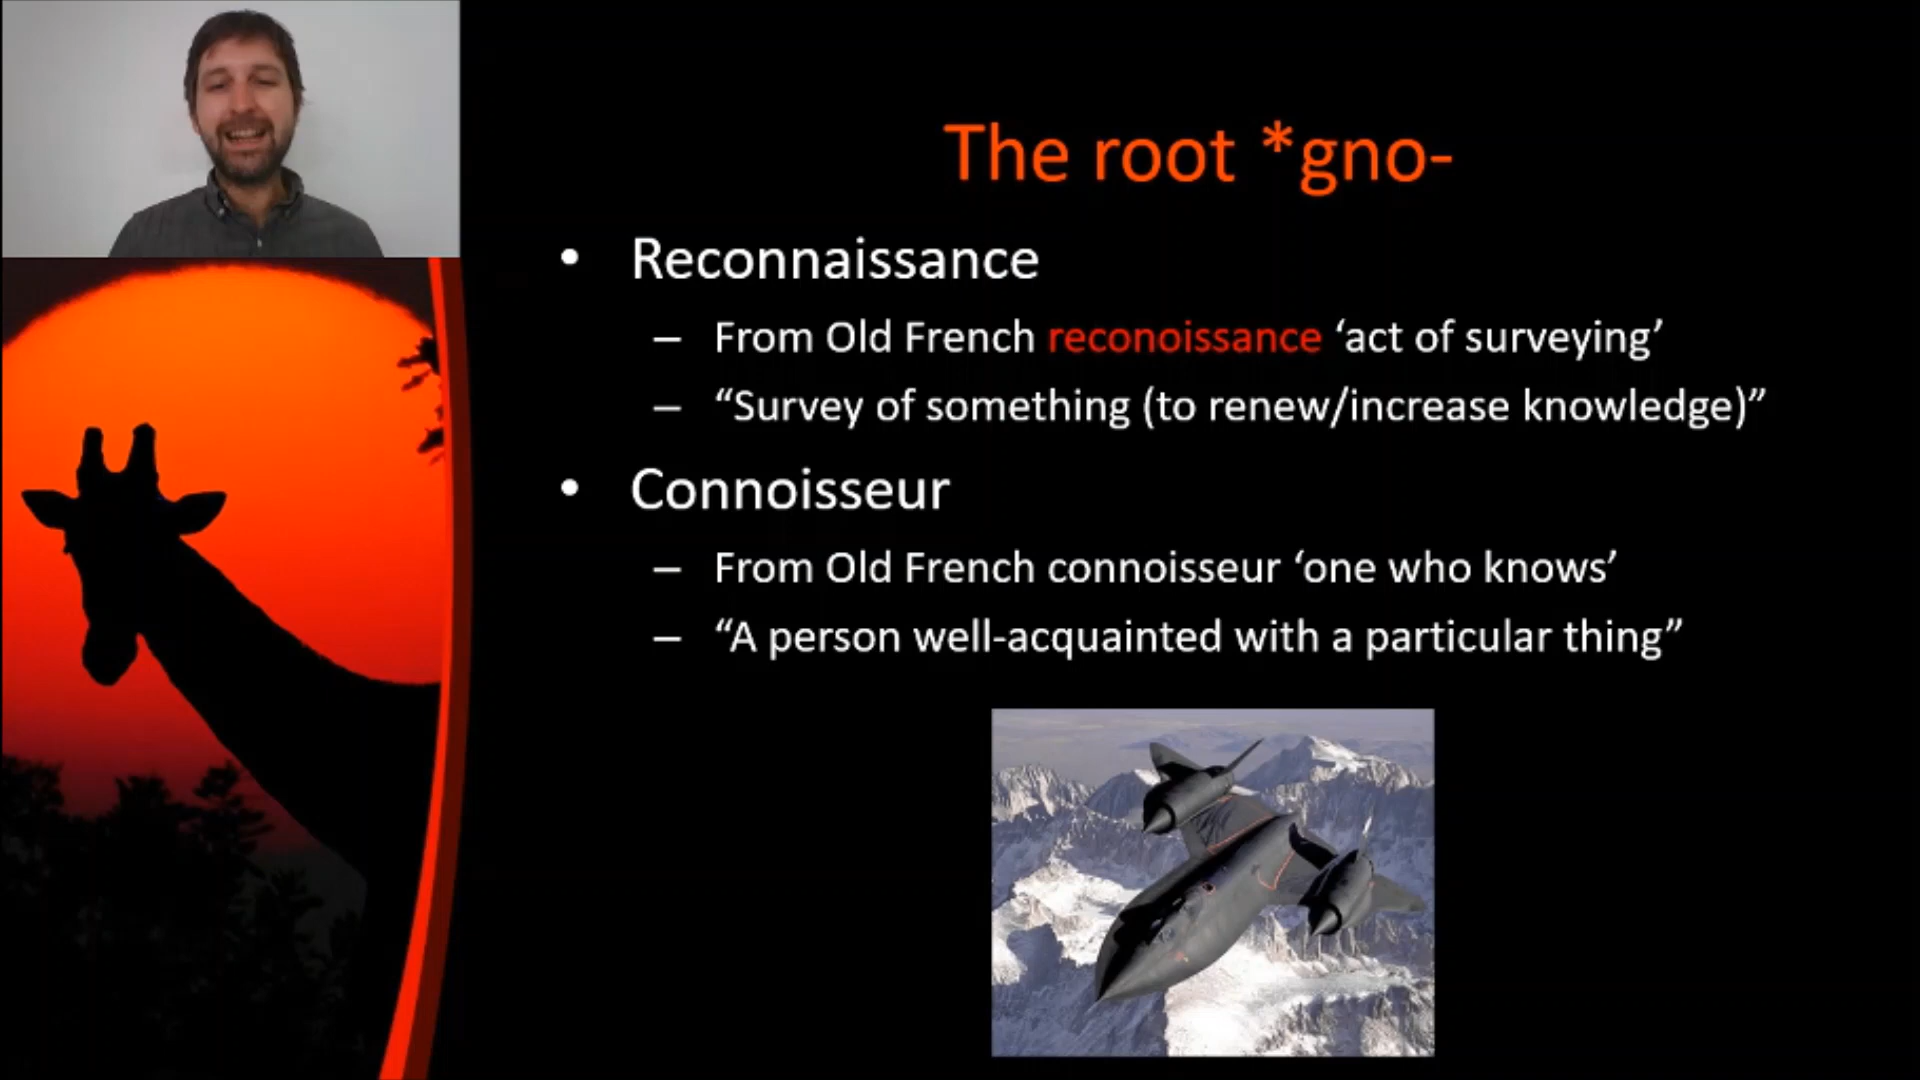 The root *gno-
• Reconnaissance
– From Old French reconoissance ‘act of surveying’
– “Survey of something (to renew/increase knowledge)”
• Connoisseur
– From Old French connoisseur ‘one who knows’
– “A person well-acquainted with a particular thing”